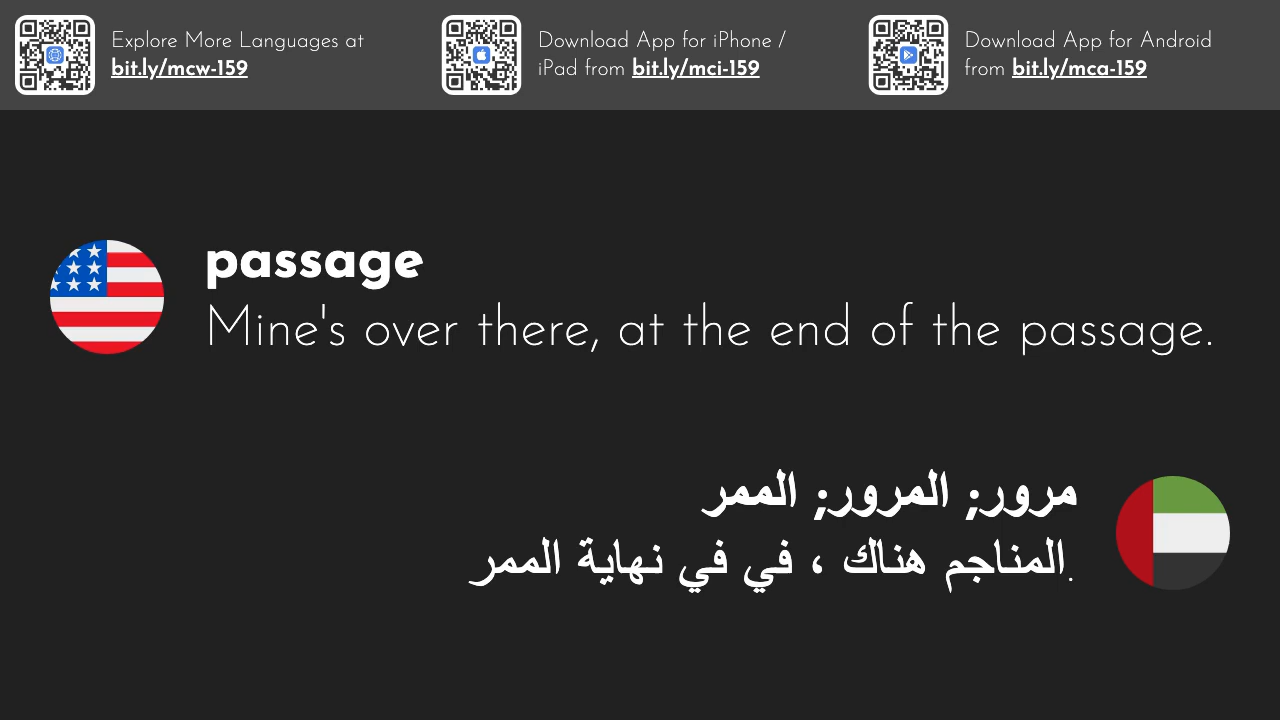 Explore More Languages at
bit.ly/mcw-159
Download App for iPhone /
iPad from bit.ly/mci-159
Download App for Android
from bit.ly/mca-159
passage
Mine's over there, at the end of the passage.
مرور; المرور; الممر
المناجم هناك ، في في نهاية الممر.